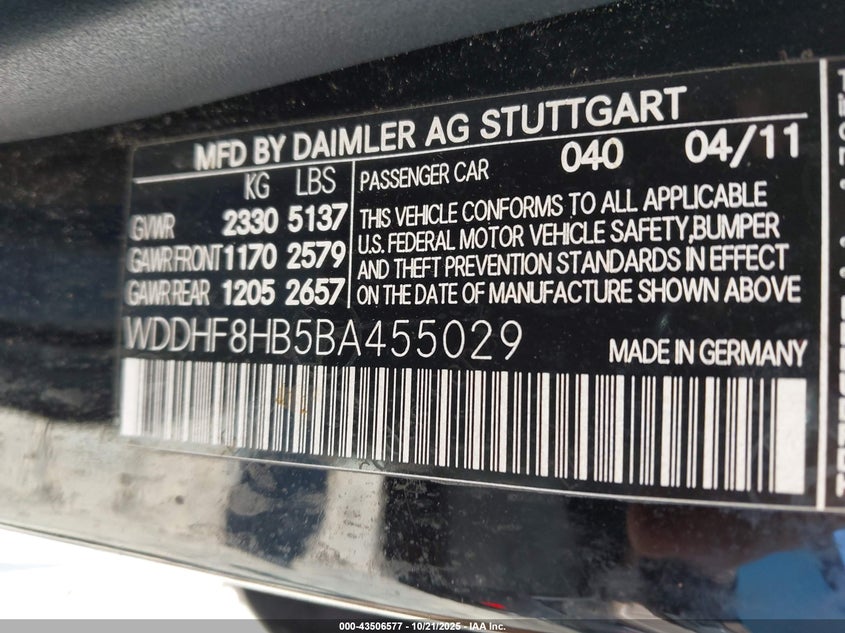 MFD BY DAIMLER AG STUTTGART
KG LBS
GVWR 2330 5137
GAWR FRONT 1170 2579
GAWR REAR 1205 2657
PASSENGER CAR 040 04/11
THIS VEHICLE CONFORMS TO ALL APPLICABLE
U.S. FEDERAL MOTOR VEHICLE SAFETY,BUMPER
AND THEFT PREVENTION STANDARDS IN EFFECT
ON THE DATE OF MANUFACTURE SHOWN ABOVE
WDDHF8HB5BA455029
MADE IN GERMANY
000-43506577 - 10/21/2025 - IAA Inc.